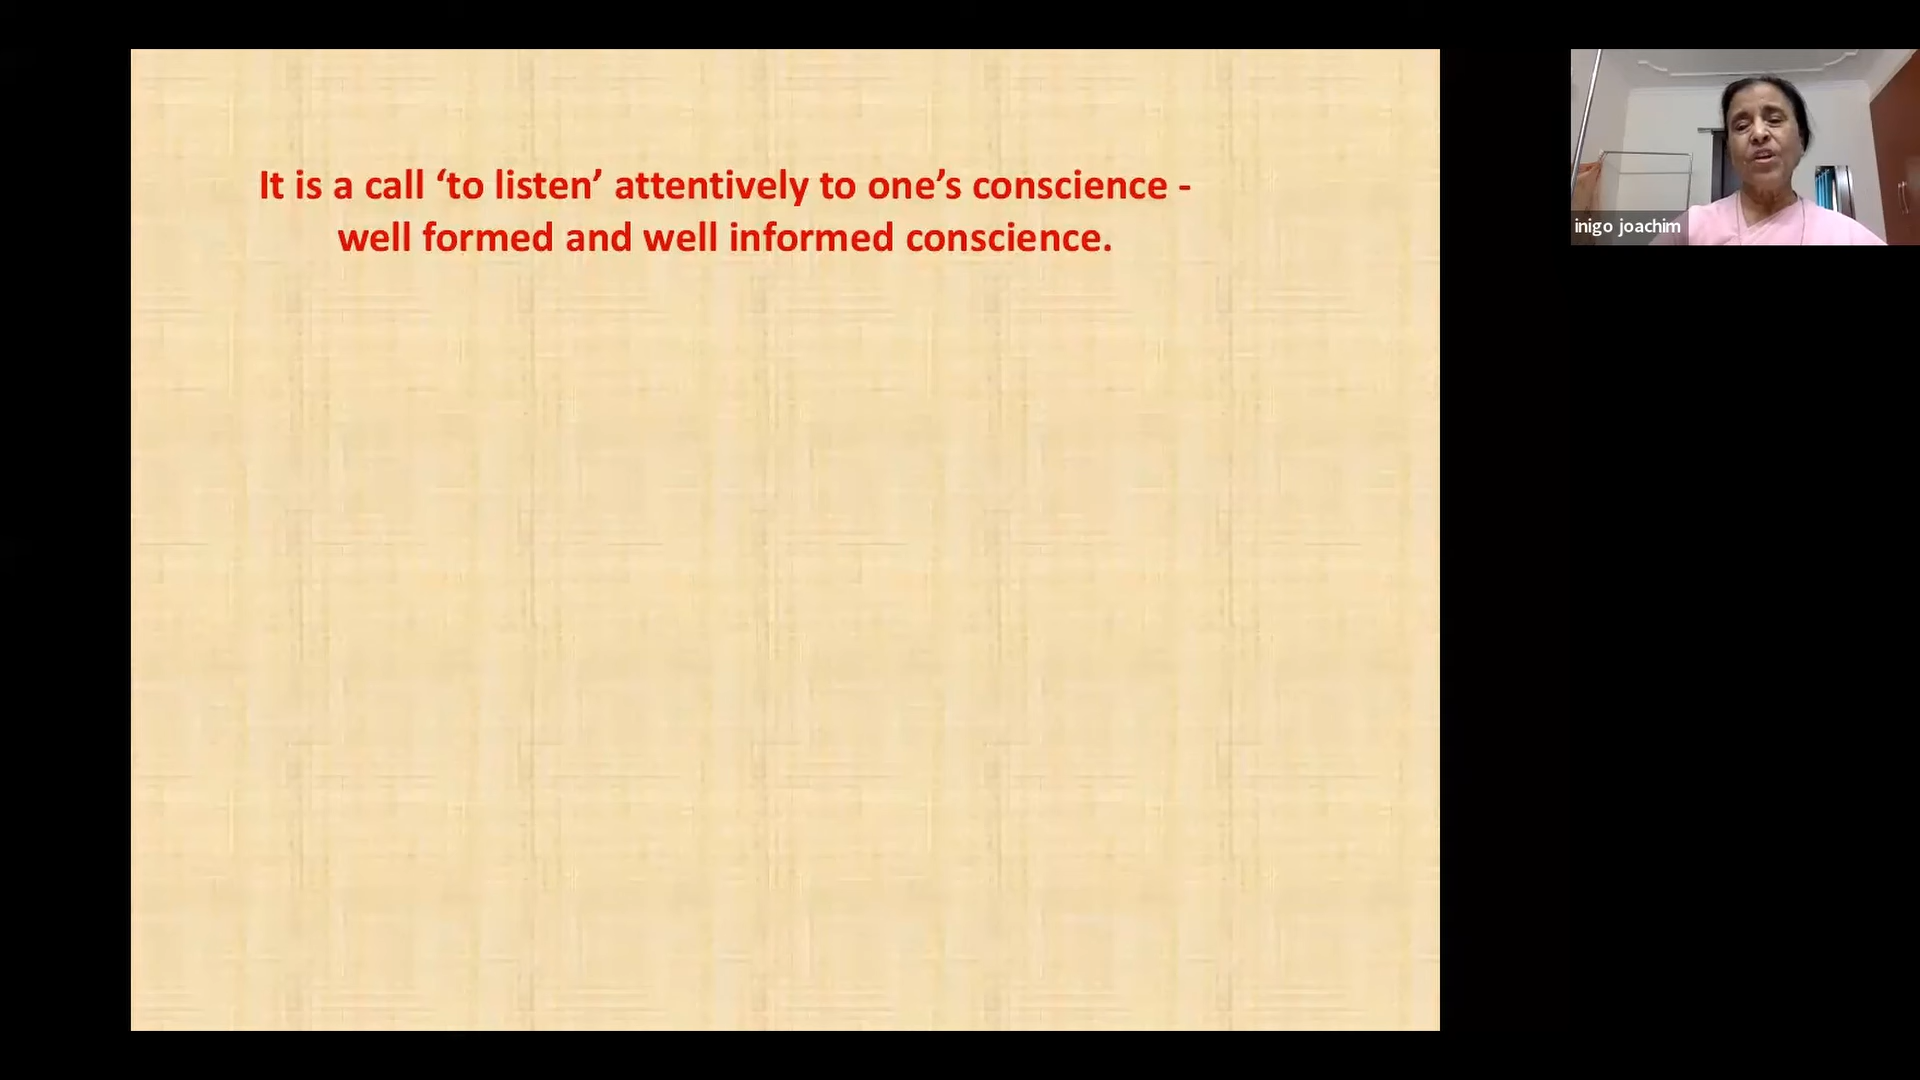 It is a call ‘to listen’ attentively to one’s conscience -
well formed and well informed conscience.
inigo joachim